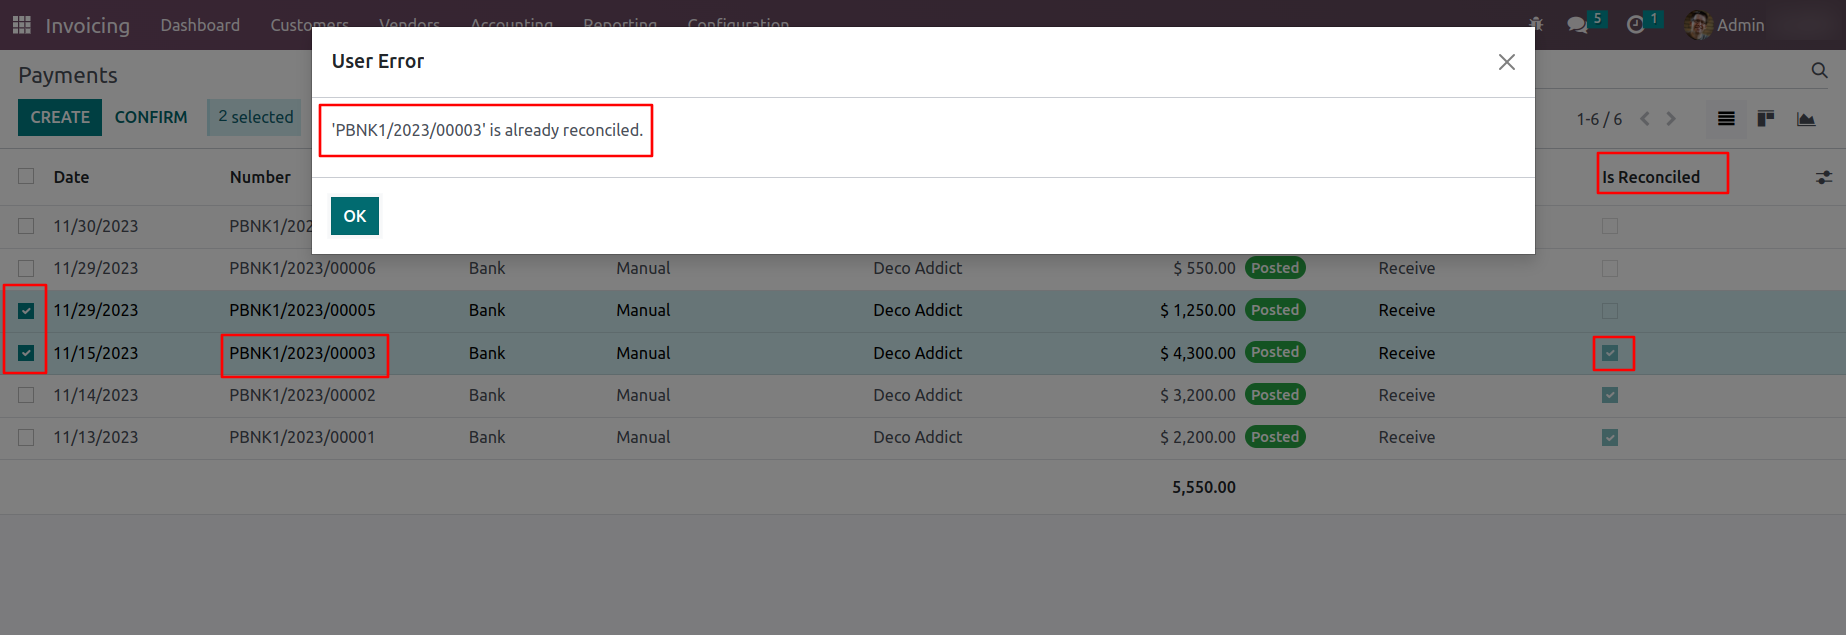 Invoicing Dashboard Customers Vendors Accounting Reporting Configuration 5 1 Admin
User Error
Payments
CREATE CONFIRM 2 selected
'PBNK1/2023/00003' is already reconciled.
1-6 / 6
Date Number Is Reconciled
OK
11/30/2023
11/29/2023 PBNK1/2023/00006 Bank Manual Deco Addict $ 550.00 Posted Receive
11/29/2023 PBNK1/2023/00005 Bank Manual Deco Addict $ 1,250.00 Posted Receive
11/15/2023 PBNK1/2023/00003 Bank Manual Deco Addict $ 4,300.00 Posted Receive
11/14/2023 PBNK1/2023/00002 Bank Manual Deco Addict $ 3,200.00 Posted Receive
11/13/2023 PBNK1/2023/00001 Bank Manual Deco Addict $ 2,200.00 Posted Receive
5,550.00